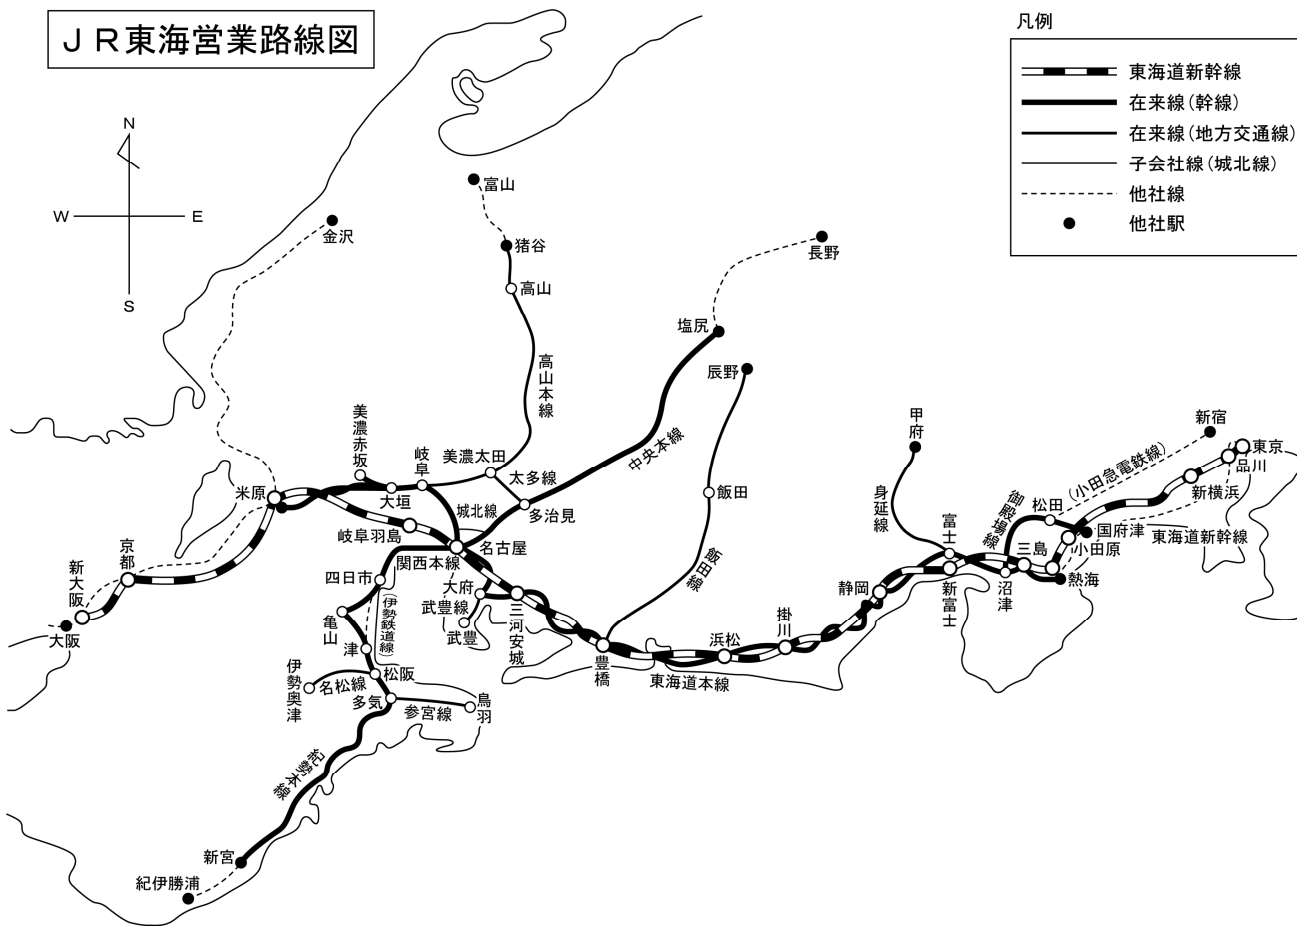 JR東海営業路線図
凡例
東海道新幹線
在来線(幹線)
在来線(地方交通線)
子会社線(城北線)
他社線
他社駅
N
W
E
S
富山
金沢
猪谷
長野
高山
塩尻
高山本線
辰野
美濃赤坂
甲府
新宿
岐阜
美濃太田
中央本線
(小田急電鉄線)
東京
品川
太多線
米原
大垣
飯田
身延線
新横浜
城北線
多治見
御殿場線
松田
岐阜羽島
国府津
東海道新幹線
京都
名古屋
富士
三島
小田原
関西本線
飯田線
新大阪
四日市
大府
静岡
新富士
沼津
熱海
武豊線
(伊勢鉄道線)
三河安城
掛川
大阪
亀山
武豊
津
豊橋
浜松
伊勢奥津
名松線
松阪
東海道本線
多気
参宮線
鳥羽
紀勢本線
新宮
紀伊勝浦